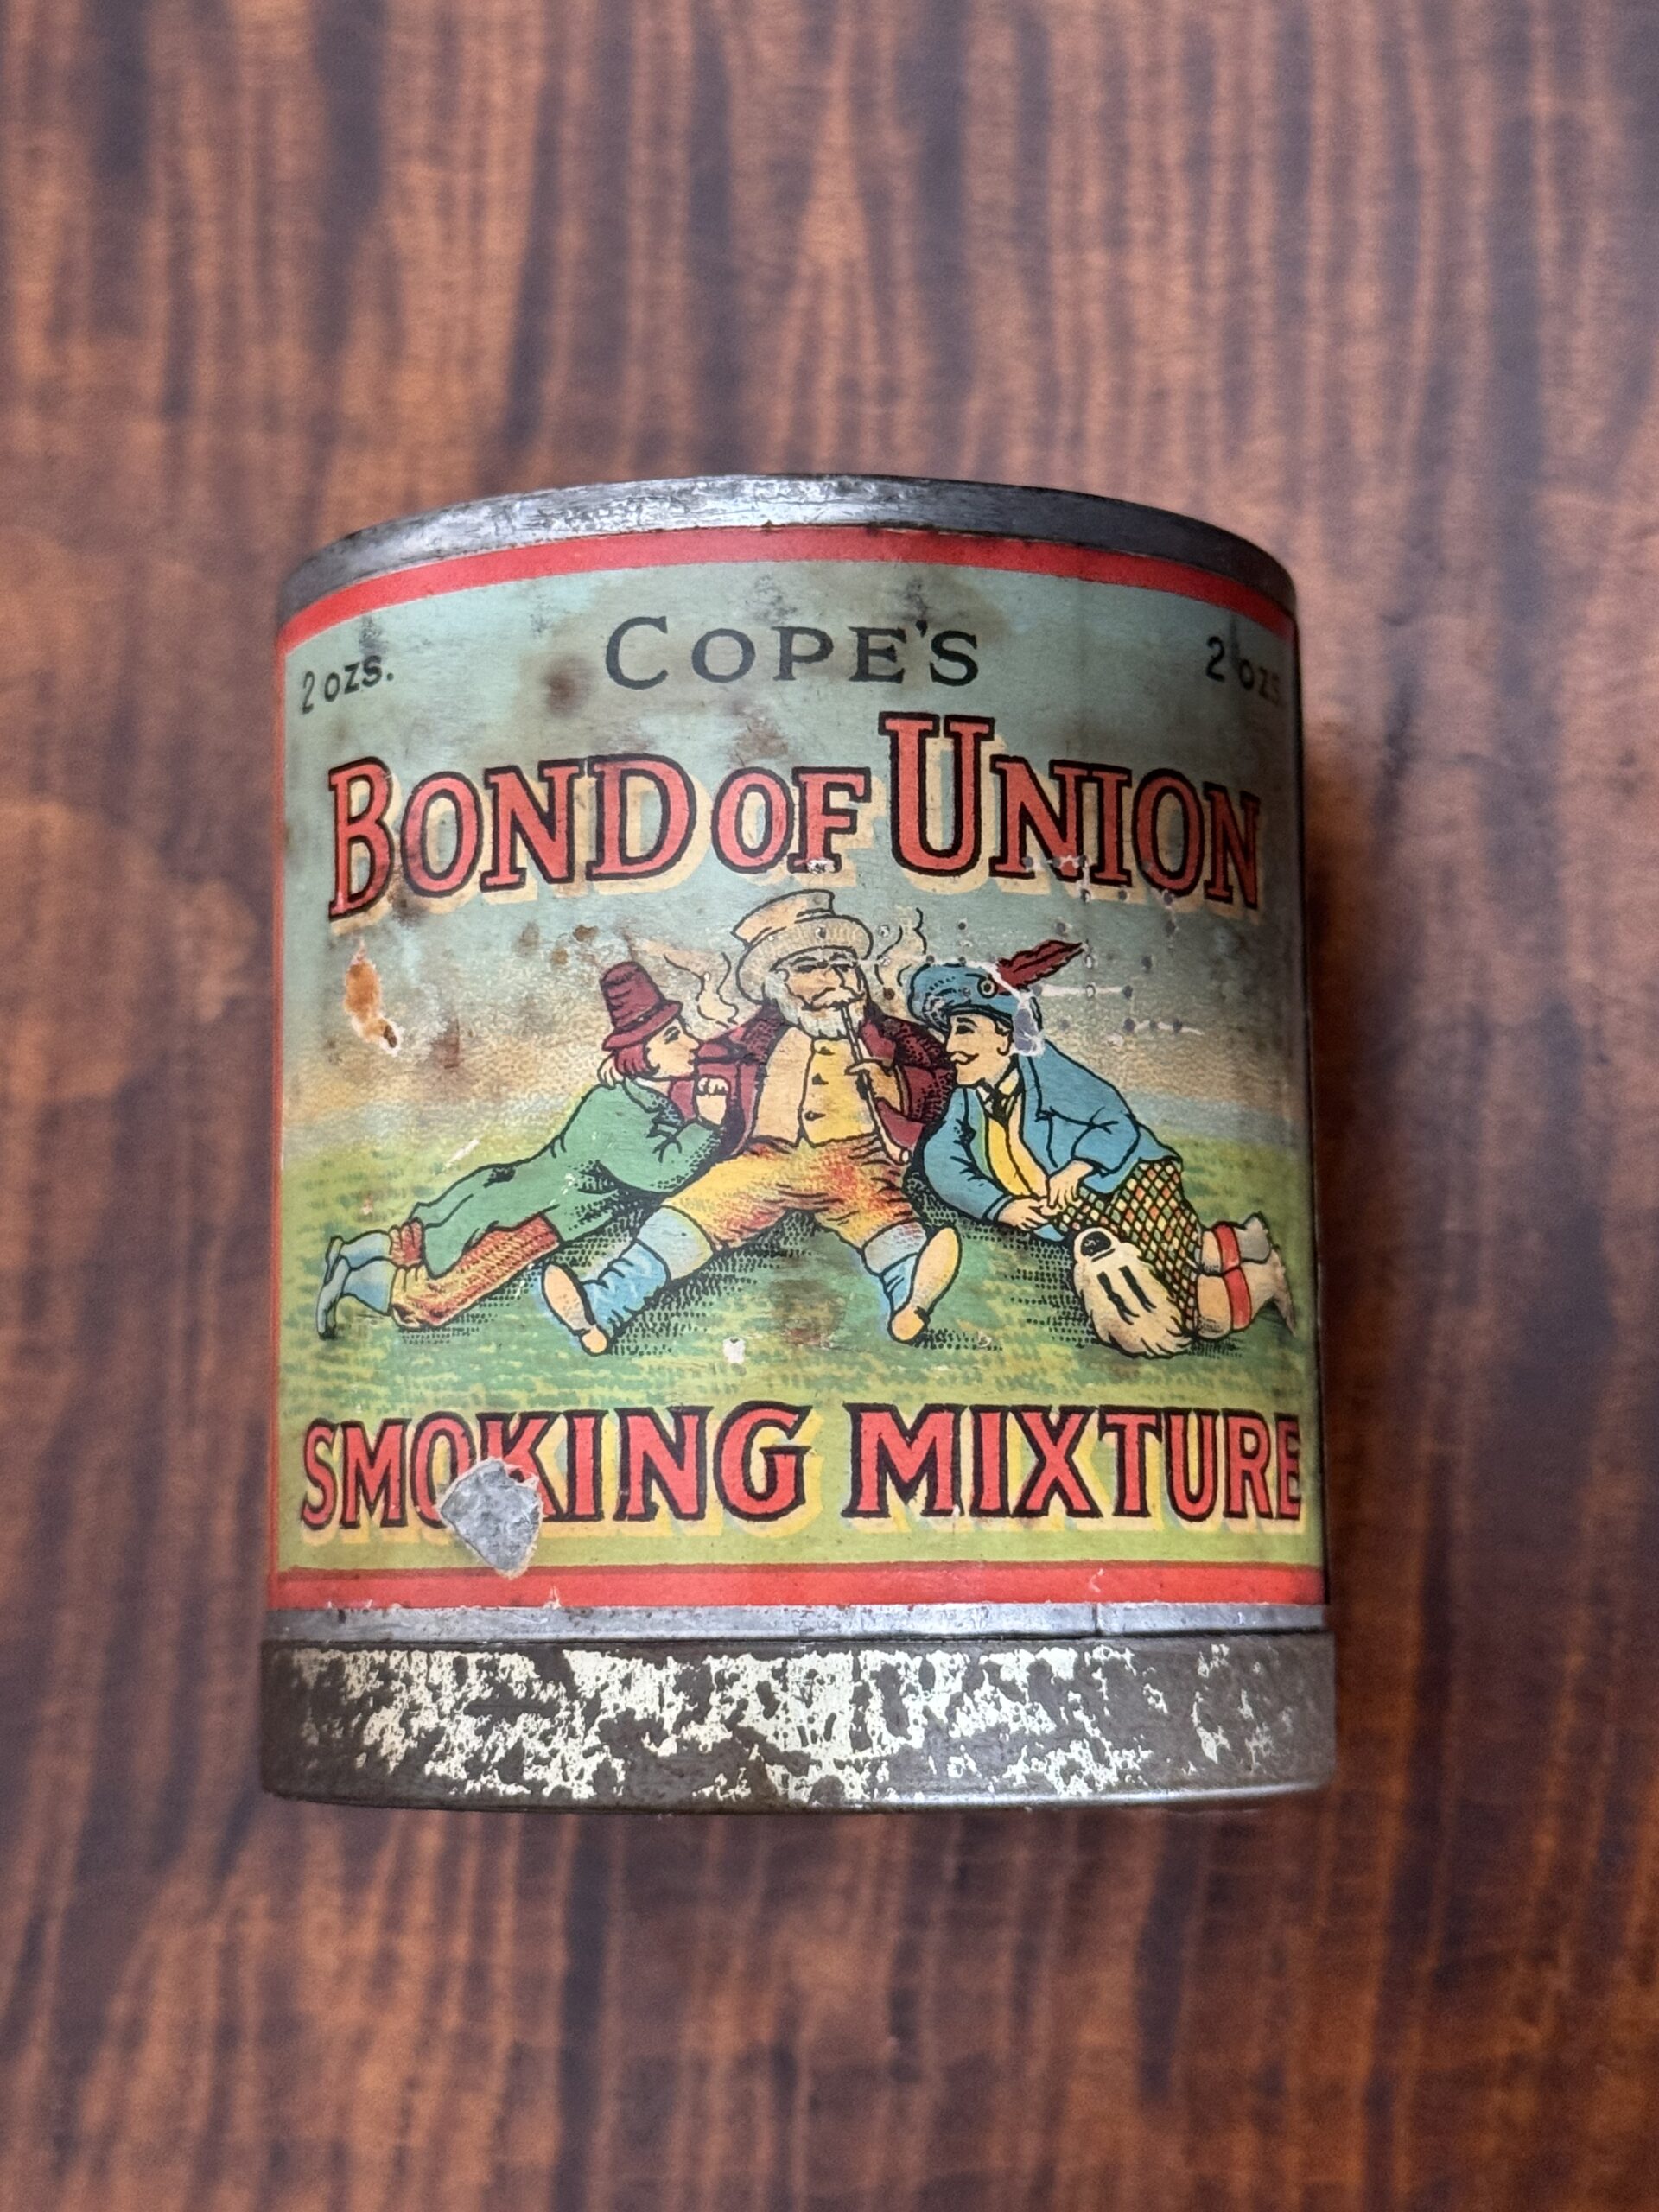 COPE'S
2 OZS. 2 OZS.
BOND OF UNION
SMOKING MIXTURE